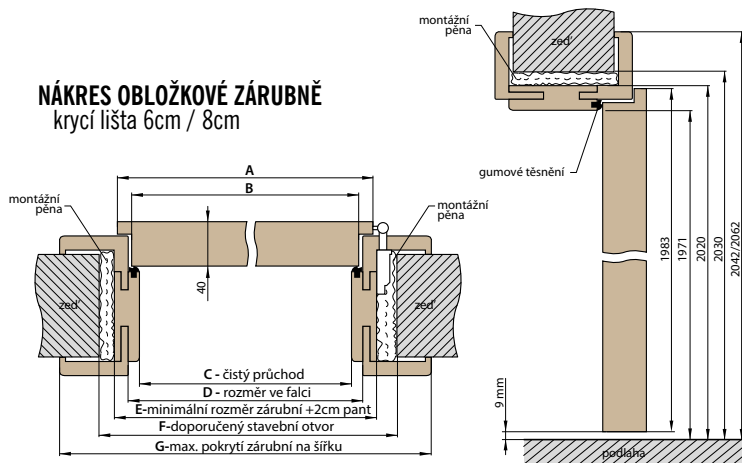 NÁKRES OBLOŽKOVÉ ZÁRUBNĚ
krycí lišta 6cm / 8cm
A
B
montážní
pěna
montážní
pěna
zeď
zeď
40
C - čistý průchod
D - rozměr ve falci
E-minimální rozměr zárubní +2cm pant
F-doporučený stavební otvor
G-max. pokrytí zárubní na šířku
montážní
pěna
zeď
gumové těsnění
1983
1971
2020
2030
2042/2062
9 mm
podlaha